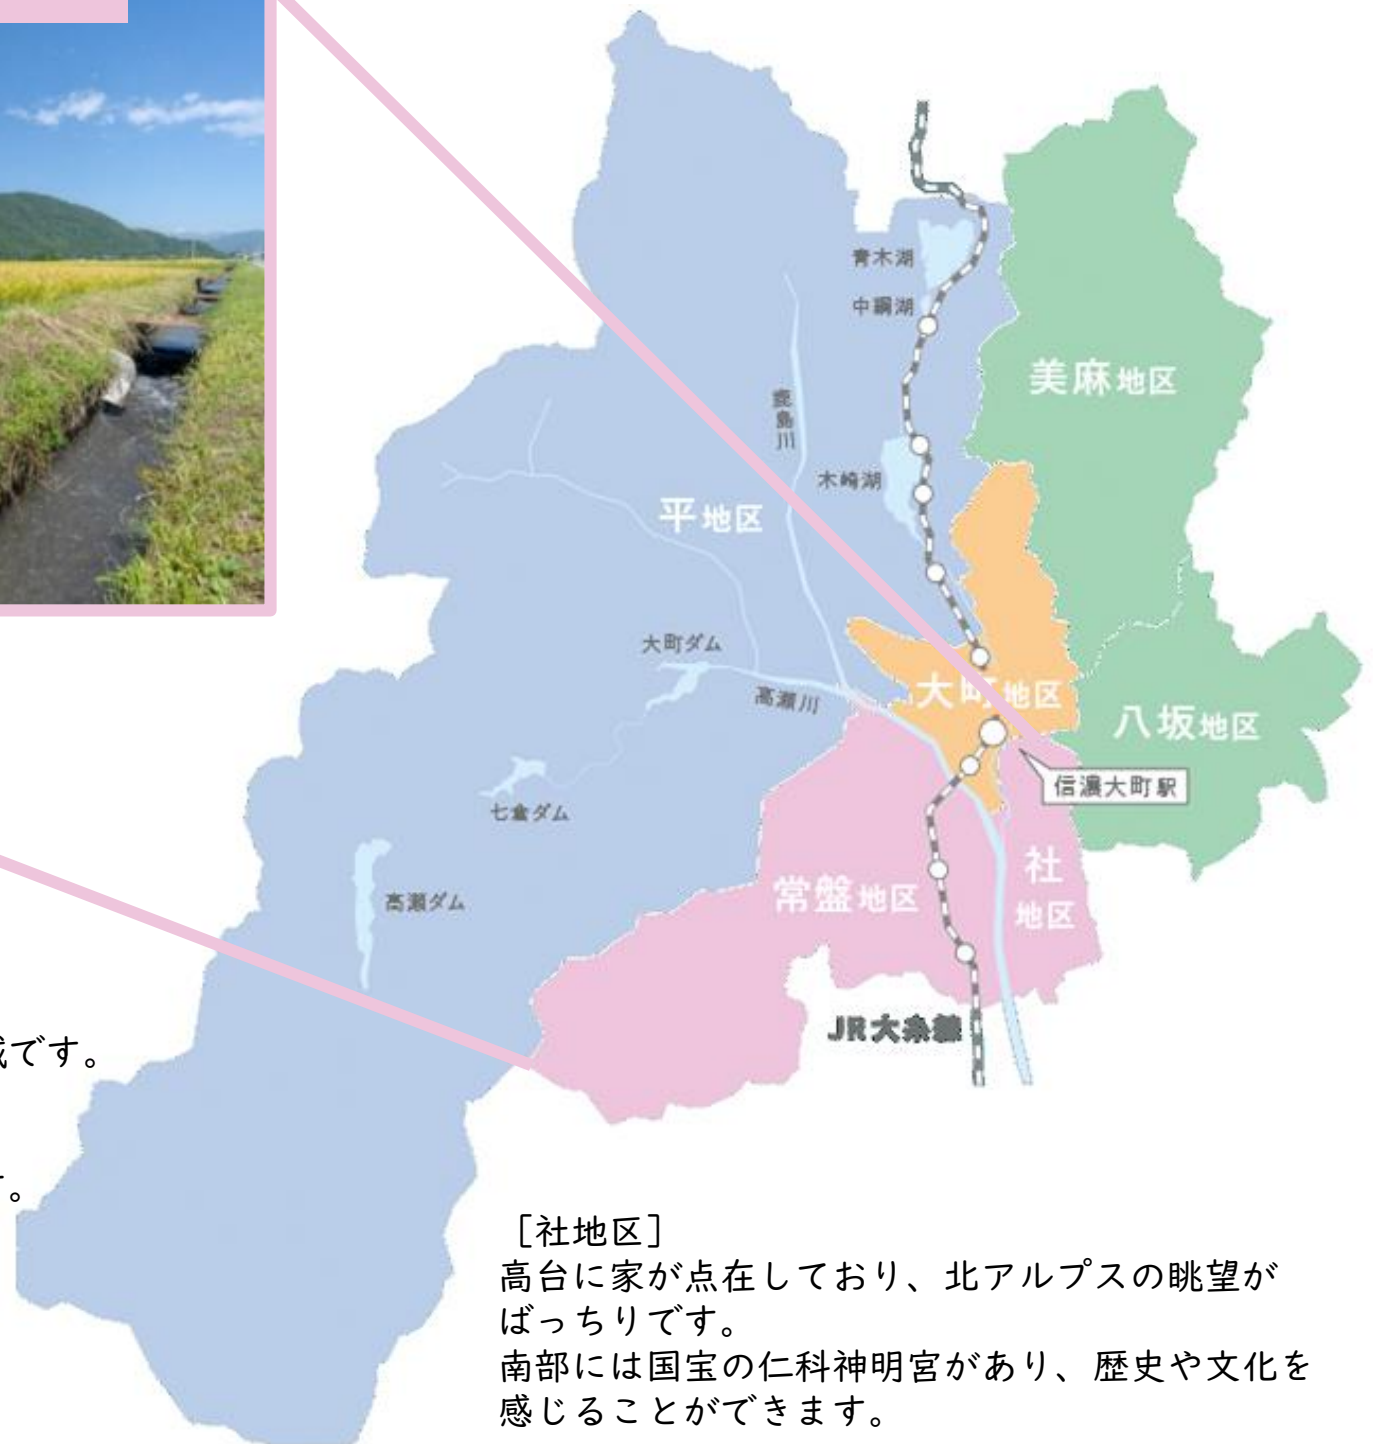 青木湖
中綱湖
美麻地区
鹿島川
木崎湖
平地区
大町ダム
高瀬川
大町地区
八坂地区
信濃大町駅
七倉ダム
高瀬ダム
常盤地区
社
地区
JR大糸線
です。
。
[社地区]
高台に家が点在しており、北アルプスの眺望が
ばっちりです。
南部には国宝の仁科神明宮があり、歴史や文化を
感じることができます。